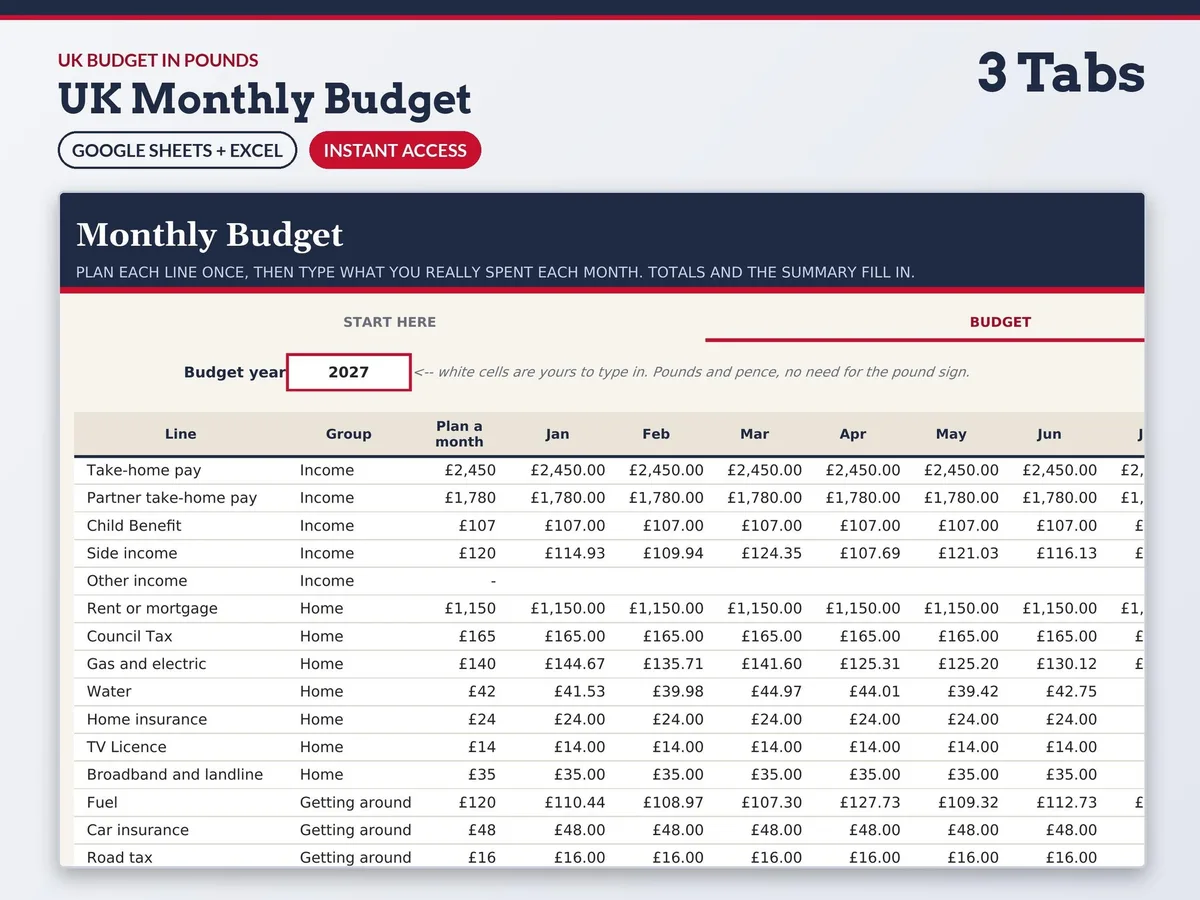 UK BUDGET IN POUNDS
UK Monthly Budget
3 Tabs
GOOGLE SHEETS + EXCEL INSTANT ACCESS
Monthly Budget
PLAN EACH LINE ONCE, THEN TYPE WHAT YOU REALLY SPENT EACH MONTH. TOTALS AND THE SUMMARY FILL IN.
START HERE BUDGET
Budget year 2027 <-- white cells are yours to type in. Pounds and pence, no need for the pound sign.
Line Group Plan a month Jan Feb Mar Apr May Jun J
Take-home pay Income £2,450 £2,450.00 £2,450.00 £2,450.00 £2,450.00 £2,450.00 £2,450.00 £2,
Partner take-home pay Income £1,780 £1,780.00 £1,780.00 £1,780.00 £1,780.00 £1,780.00 £1,780.00 £1,
Child Benefit Income £107 £107.00 £107.00 £107.00 £107.00 £107.00 £107.00 £
Side income Income £120 £114.93 £109.94 £124.35 £107.69 £121.03 £116.13 £
Other income Income -
Rent or mortgage Home £1,150 £1,150.00 £1,150.00 £1,150.00 £1,150.00 £1,150.00 £1,150.00 £1,
Council Tax Home £165 £165.00 £165.00 £165.00 £165.00 £165.00 £165.00 £
Gas and electric Home £140 £144.67 £135.71 £141.60 £125.31 £125.20 £130.12 £
Water Home £42 £41.53 £39.98 £44.97 £44.01 £39.42 £42.75
Home insurance Home £24 £24.00 £24.00 £24.00 £24.00 £24.00 £24.00
TV Licence Home £14 £14.00 £14.00 £14.00 £14.00 £14.00 £14.00
Broadband and landline Home £35 £35.00 £35.00 £35.00 £35.00 £35.00 £35.00
Fuel Getting around £120 £110.44 £108.97 £107.30 £127.73 £109.32 £112.73 £
Car insurance Getting around £48 £48.00 £48.00 £48.00 £48.00 £48.00 £48.00
Road tax Getting around £16 £16.00 £16.00 £16.00 £16.00 £16.00 £16.00